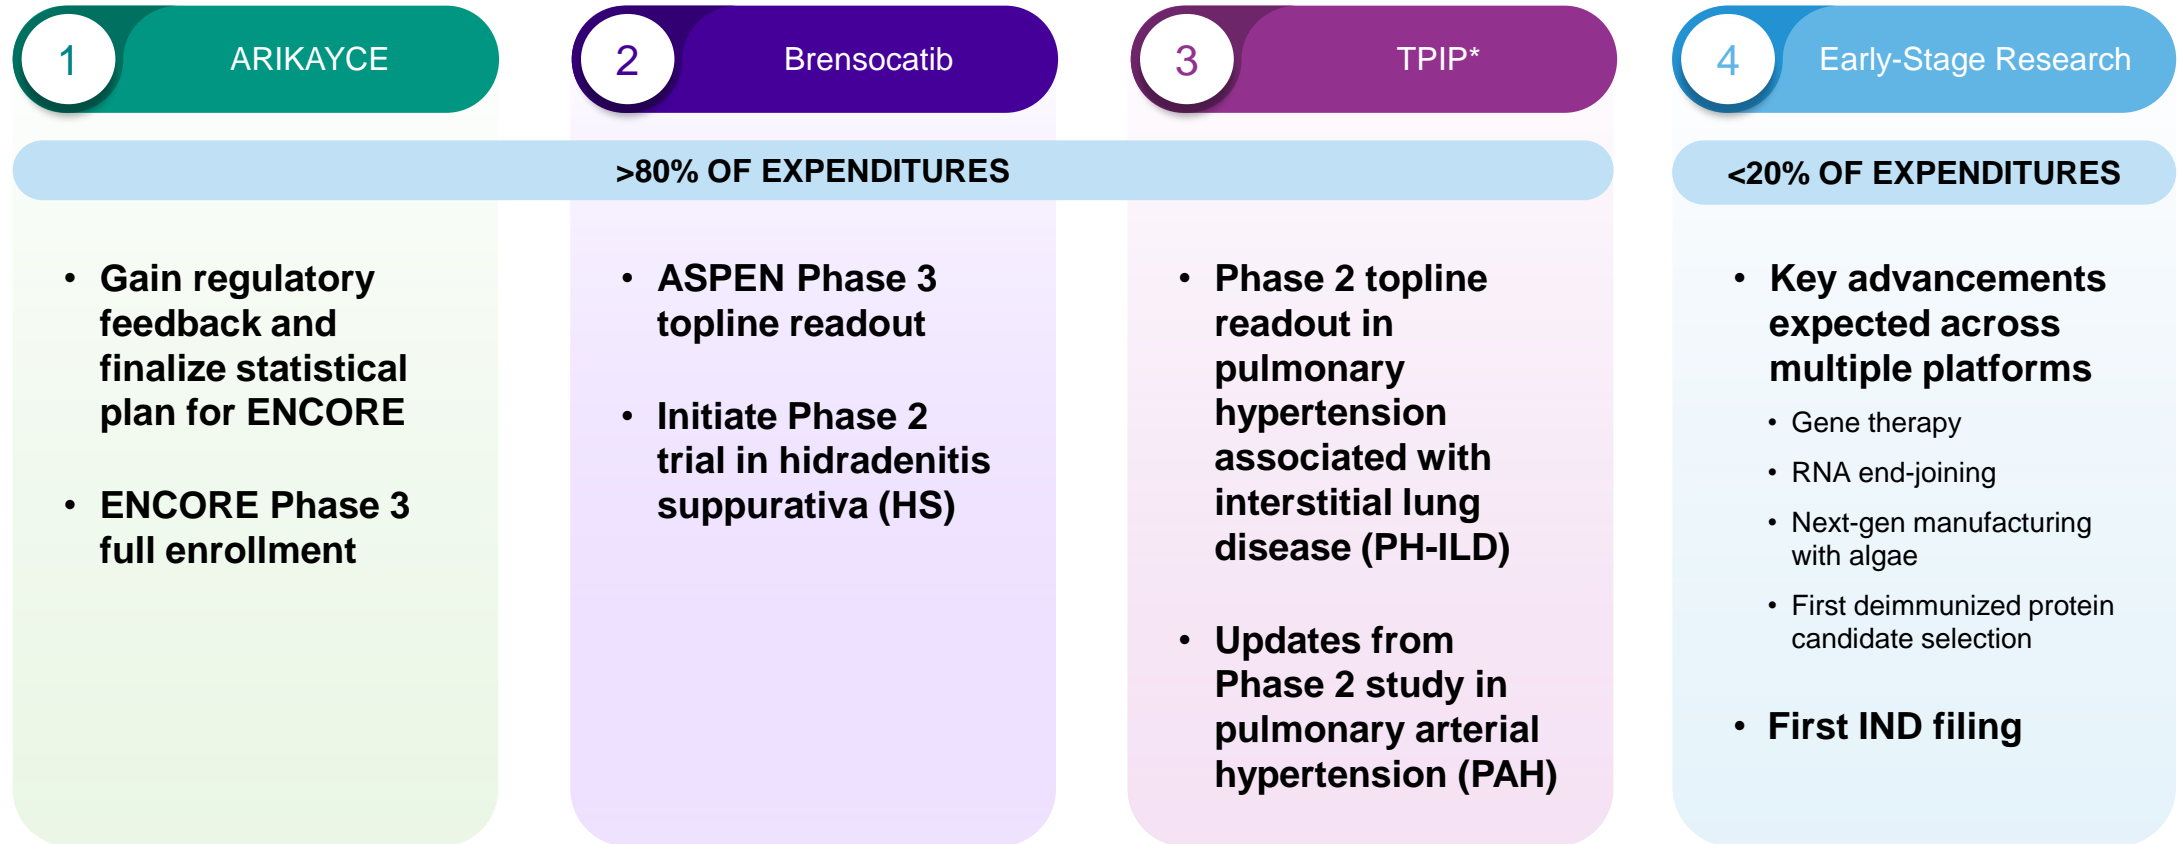 1
ARIKAYCE
2
Brensocatib
3
TPIP*
4
Early-Stage Research
>80% OF EXPENDITURES
<20% OF EXPENDITURES
• Gain regulatory
feedback and
finalize statistical
plan for ENCORE
• ENCORE Phase 3
full enrollment
• ASPEN Phase 3
topline readout
• Initiate Phase 2
trial in hidradenitis
suppurativa (HS)
• Phase 2 topline
readout in
pulmonary
hypertension
associated with
interstitial lung
disease (PH-ILD)
• Updates from
Phase 2 study in
pulmonary arterial
hypertension (PAH)
• Key advancements
expected across
multiple platforms
• Gene therapy
• RNA end-joining
• Next-gen manufacturing
with algae
• First deimmunized protein
candidate selection
• First IND filing